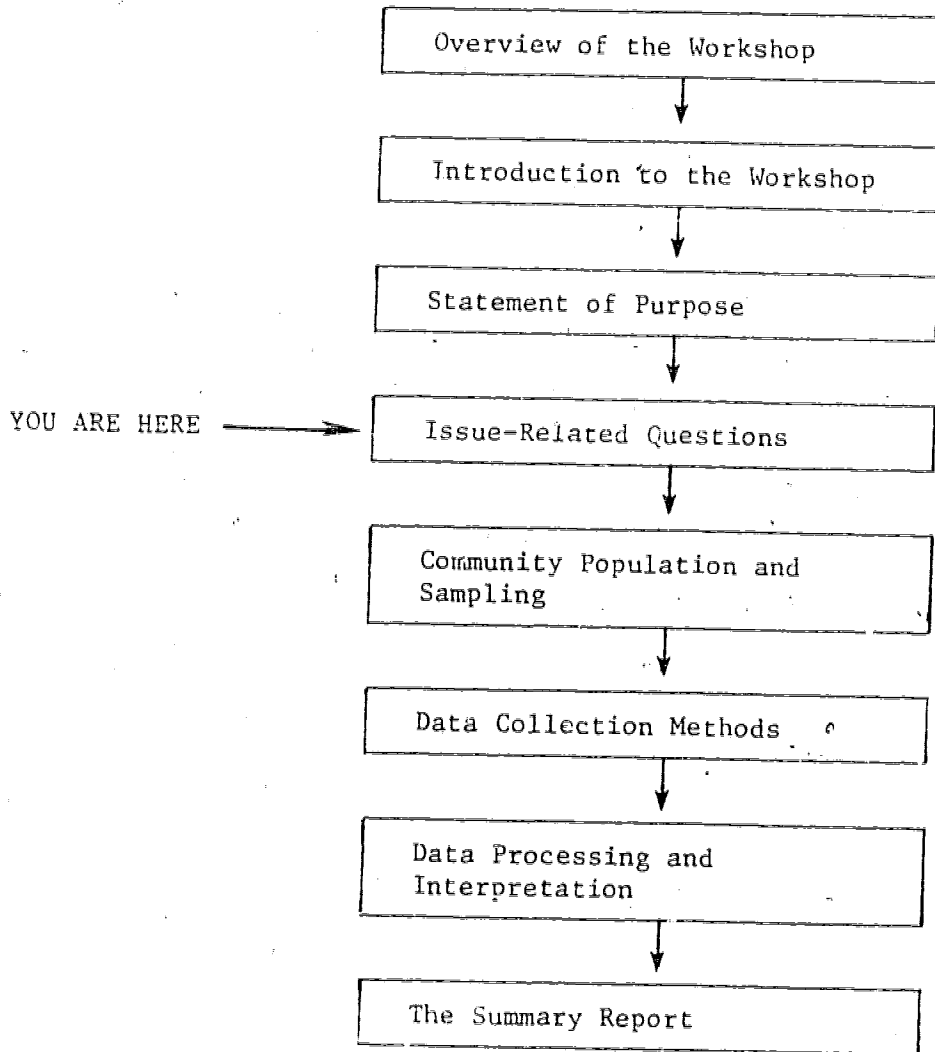 Overview of the Workshop
Introduction to the Workshop
Statement of Purpose
YOU ARE HERE
Issue-Related Questions
Community Population and
Sampling
Data Collection Methods
Data Processing and
Interpretation
The Summary Report